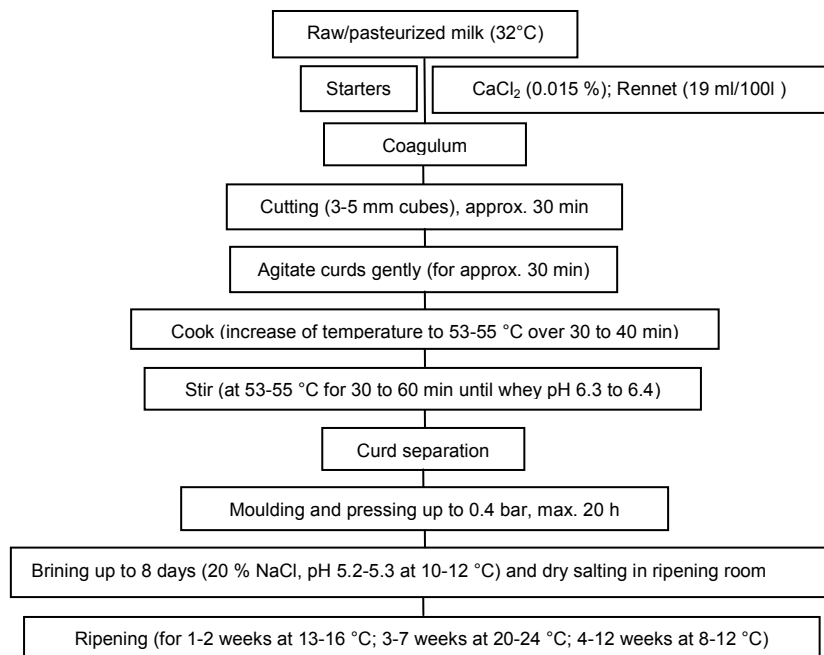 Raw/pasteurized milk (32°C)
Starters
CaCl₂ (0.015 %); Rennet (19 ml/100l )
Coagulum
Cutting (3-5 mm cubes), approx. 30 min
Agitate curds gently (for approx. 30 min)
Cook (increase of temperature to 53-55 °C over 30 to 40 min)
Stir (at 53-55 °C for 30 to 60 min until whey pH 6.3 to 6.4)
Curd separation
Moulding and pressing up to 0.4 bar, max. 20 h
Brining up to 8 days (20 % NaCl, pH 5.2-5.3 at 10-12 °C) and dry salting in ripening room
Ripening (for 1-2 weeks at 13-16 °C; 3-7 weeks at 20-24 °C; 4-12 weeks at 8-12 °C)